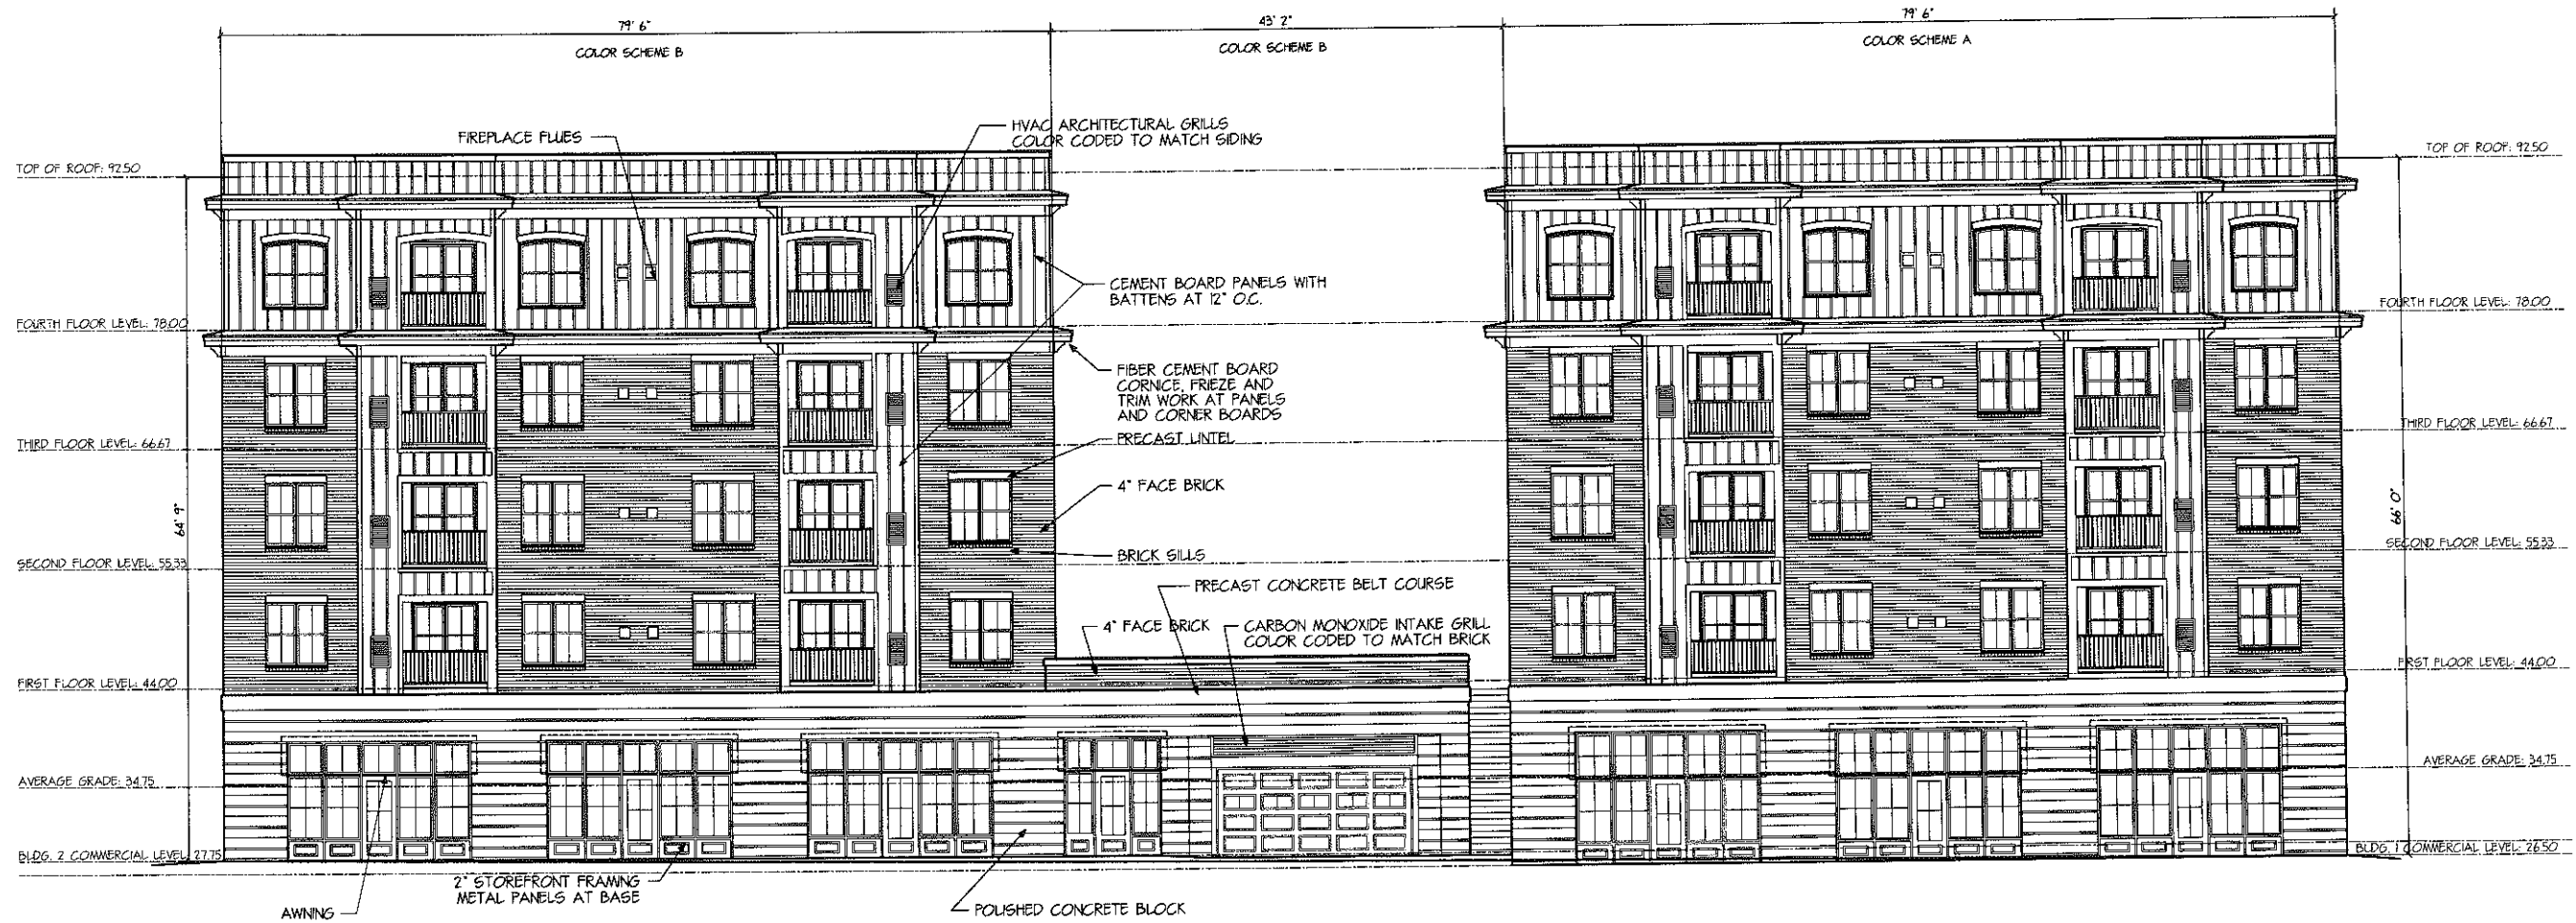 79' 6"
43' 2"
79' 6"
COLOR SCHEME B
COLOR SCHEME B
COLOR SCHEME A
FIREPLACE FLUES
HVAC ARCHITECTURAL GRILLS
COLOR CODED TO MATCH SIDING
TOP OF ROOF: 92.50
TOP OF ROOF: 92.50
CEMENT BOARD PANELS WITH
BATTENS AT 12" O.C.
FOURTH FLOOR LEVEL: 78.00
FOURTH FLOOR LEVEL: 78.00
FIBER CEMENT BOARD
CORNICE, FRIEZE AND
TRIM WORK AT PANELS
AND CORNER BOARDS
THIRD FLOOR LEVEL: 66.67
PRECAST LINTEL
THIRD FLOOR LEVEL: 66.67
4" FACE BRICK
64' 9"
66' 0"
SECOND FLOOR LEVEL: 55.33
BRICK SILLS
SECOND FLOOR LEVEL: 55.33
PRECAST CONCRETE BELT COURSE
4" FACE BRICK
CARBON MONOXIDE INTAKE GRILL
COLOR CODED TO MATCH BRICK
FIRST FLOOR LEVEL: 44.00
FIRST FLOOR LEVEL: 44.00
AVERAGE GRADE: 34.75
AVERAGE GRADE: 34.75
BLDG. 2 COMMERCIAL LEVEL: 27.75
BLDG. 1 COMMERCIAL LEVEL: 26.50
2" STOREFRONT FRAMING
METAL PANELS AT BASE
AWNING
POLISHED CONCRETE BLOCK